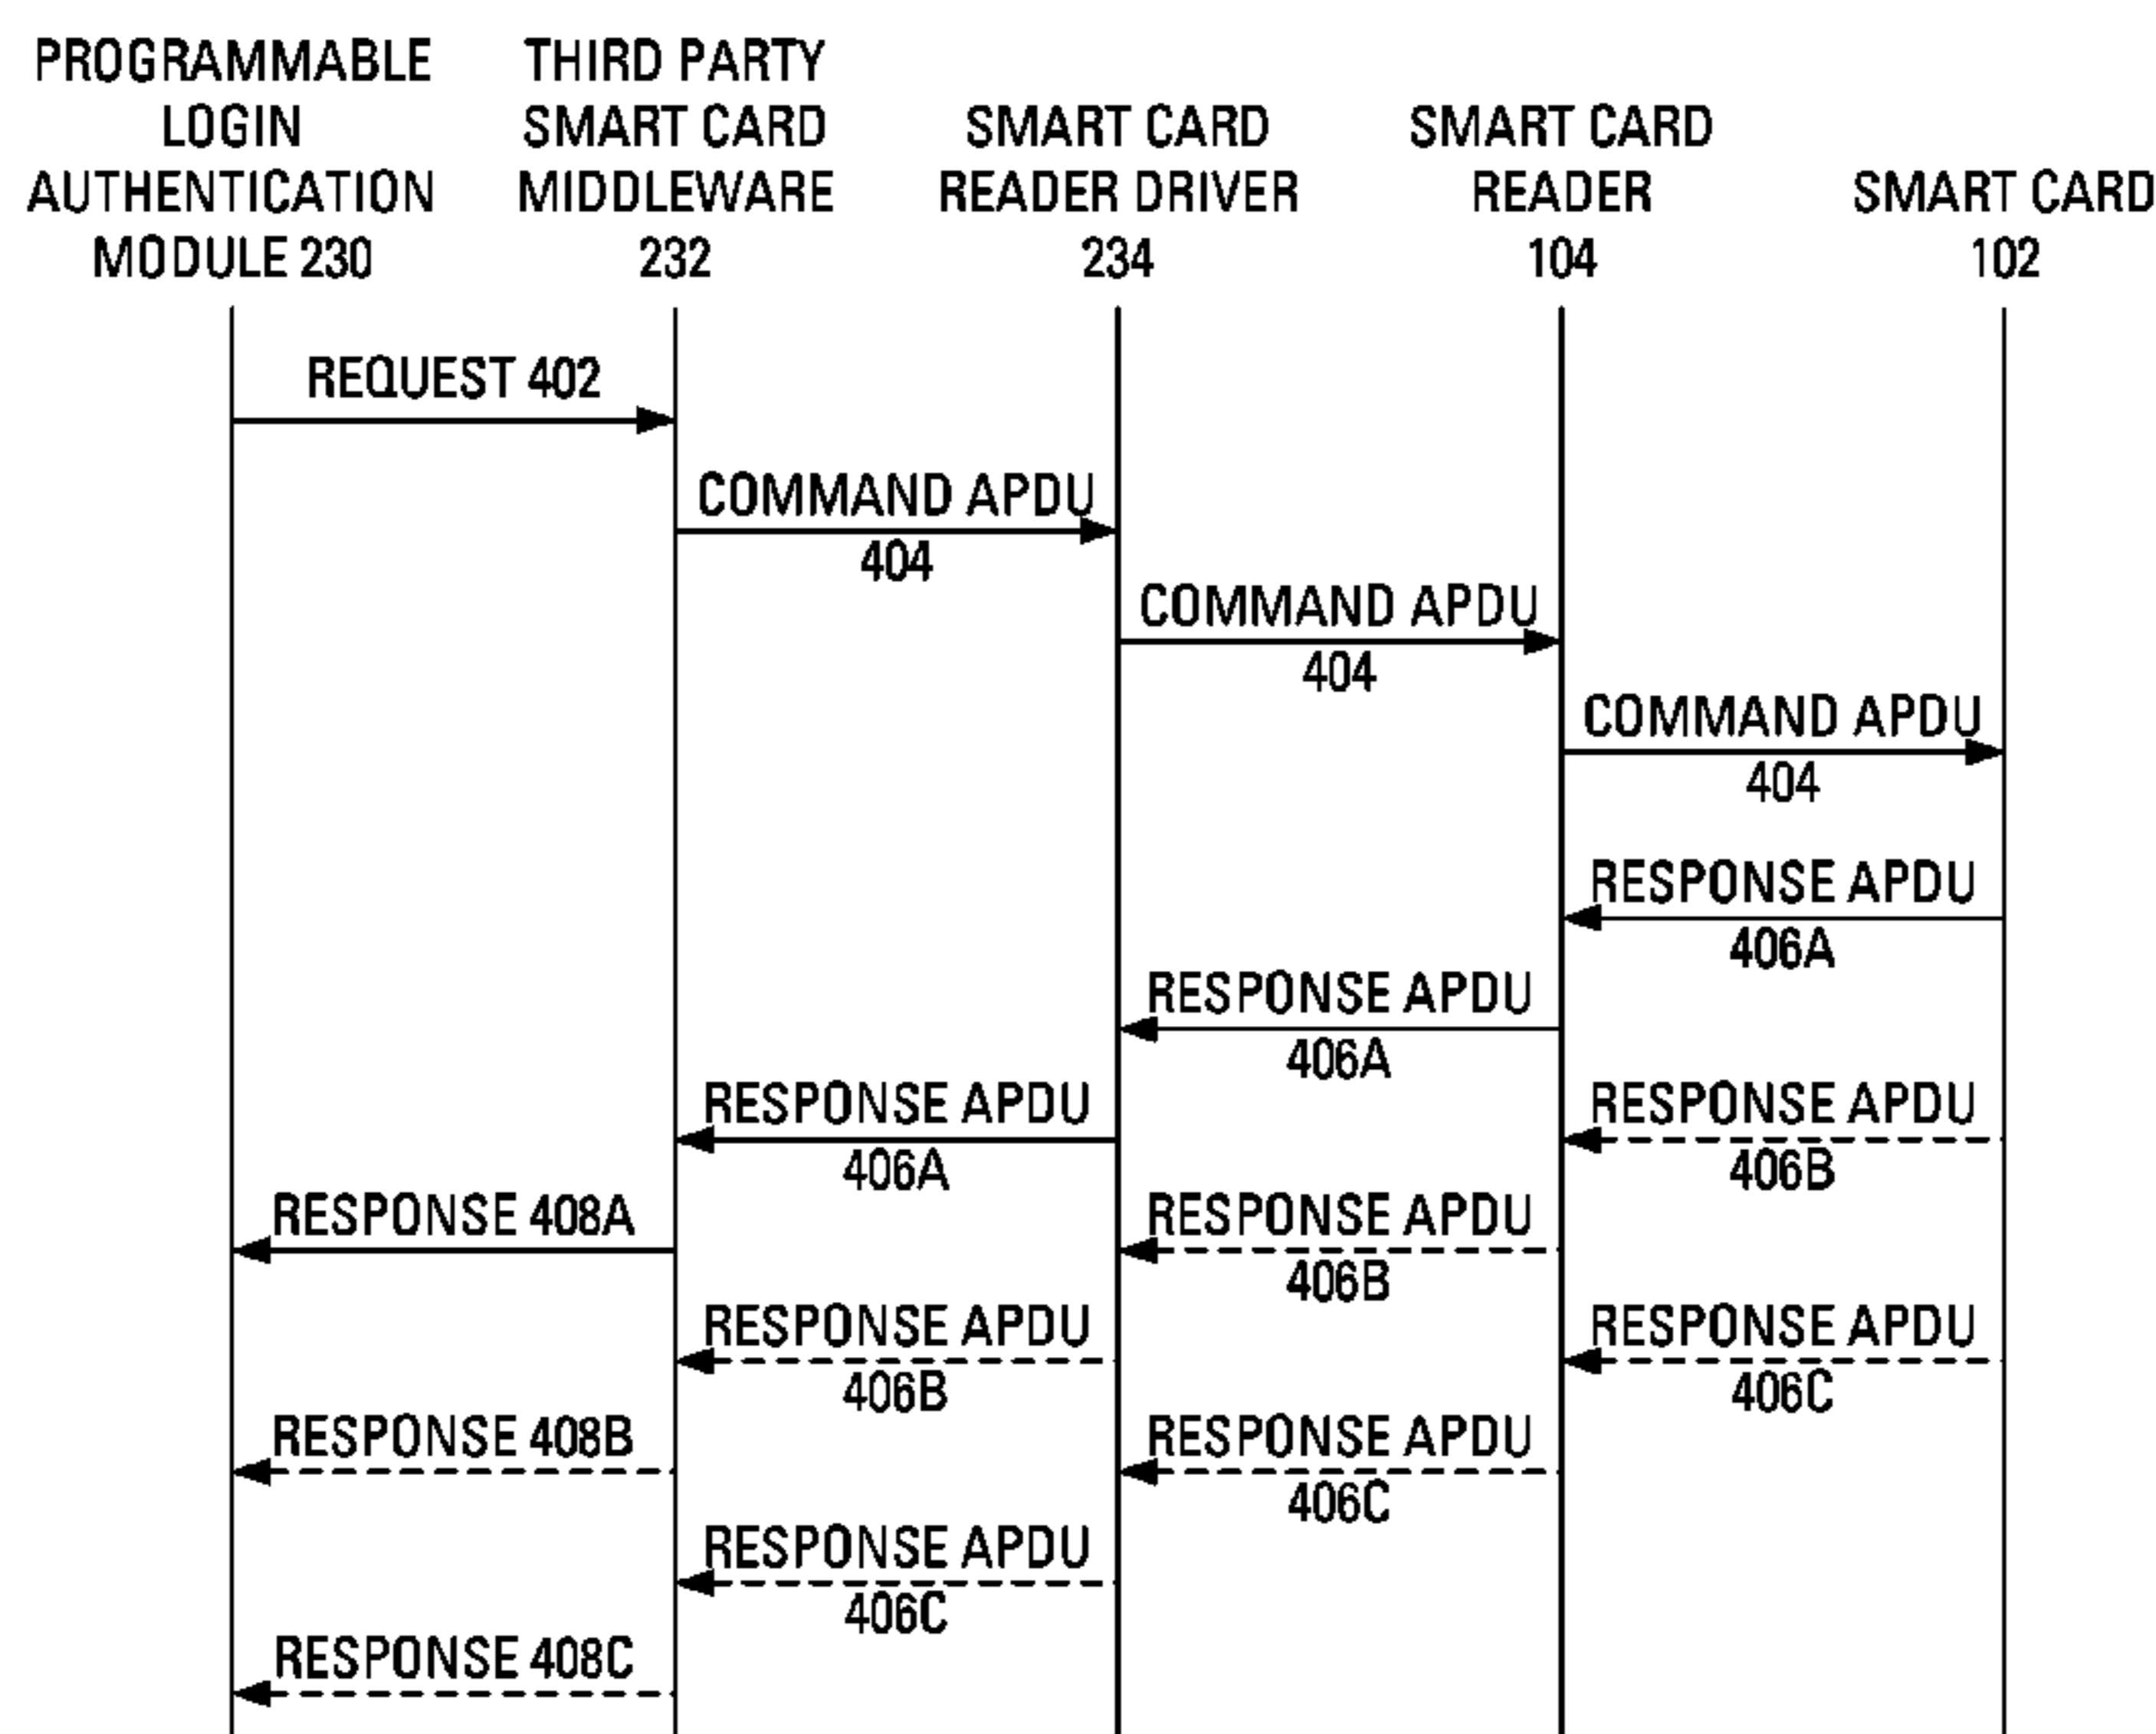 PROGRAMMABLE
LOGIN
AUTHENTICATION
MODULE 230
THIRD PARTY
SMART CARD
MIDDLEWARE
232
SMART CARD
READER DRIVER
234
SMART CARD
READER
104
SMART CARD
102
REQUEST 402
COMMAND APDU
404
COMMAND APDU
404
COMMAND APDU
404
RESPONSE APDU
406A
RESPONSE APDU
406A
RESPONSE APDU
406A
RESPONSE APDU
406B
RESPONSE 408A
RESPONSE APDU
406B
RESPONSE APDU
406B
RESPONSE APDU
406C
RESPONSE 408B
RESPONSE APDU
406C
RESPONSE APDU
406C
RESPONSE 408C